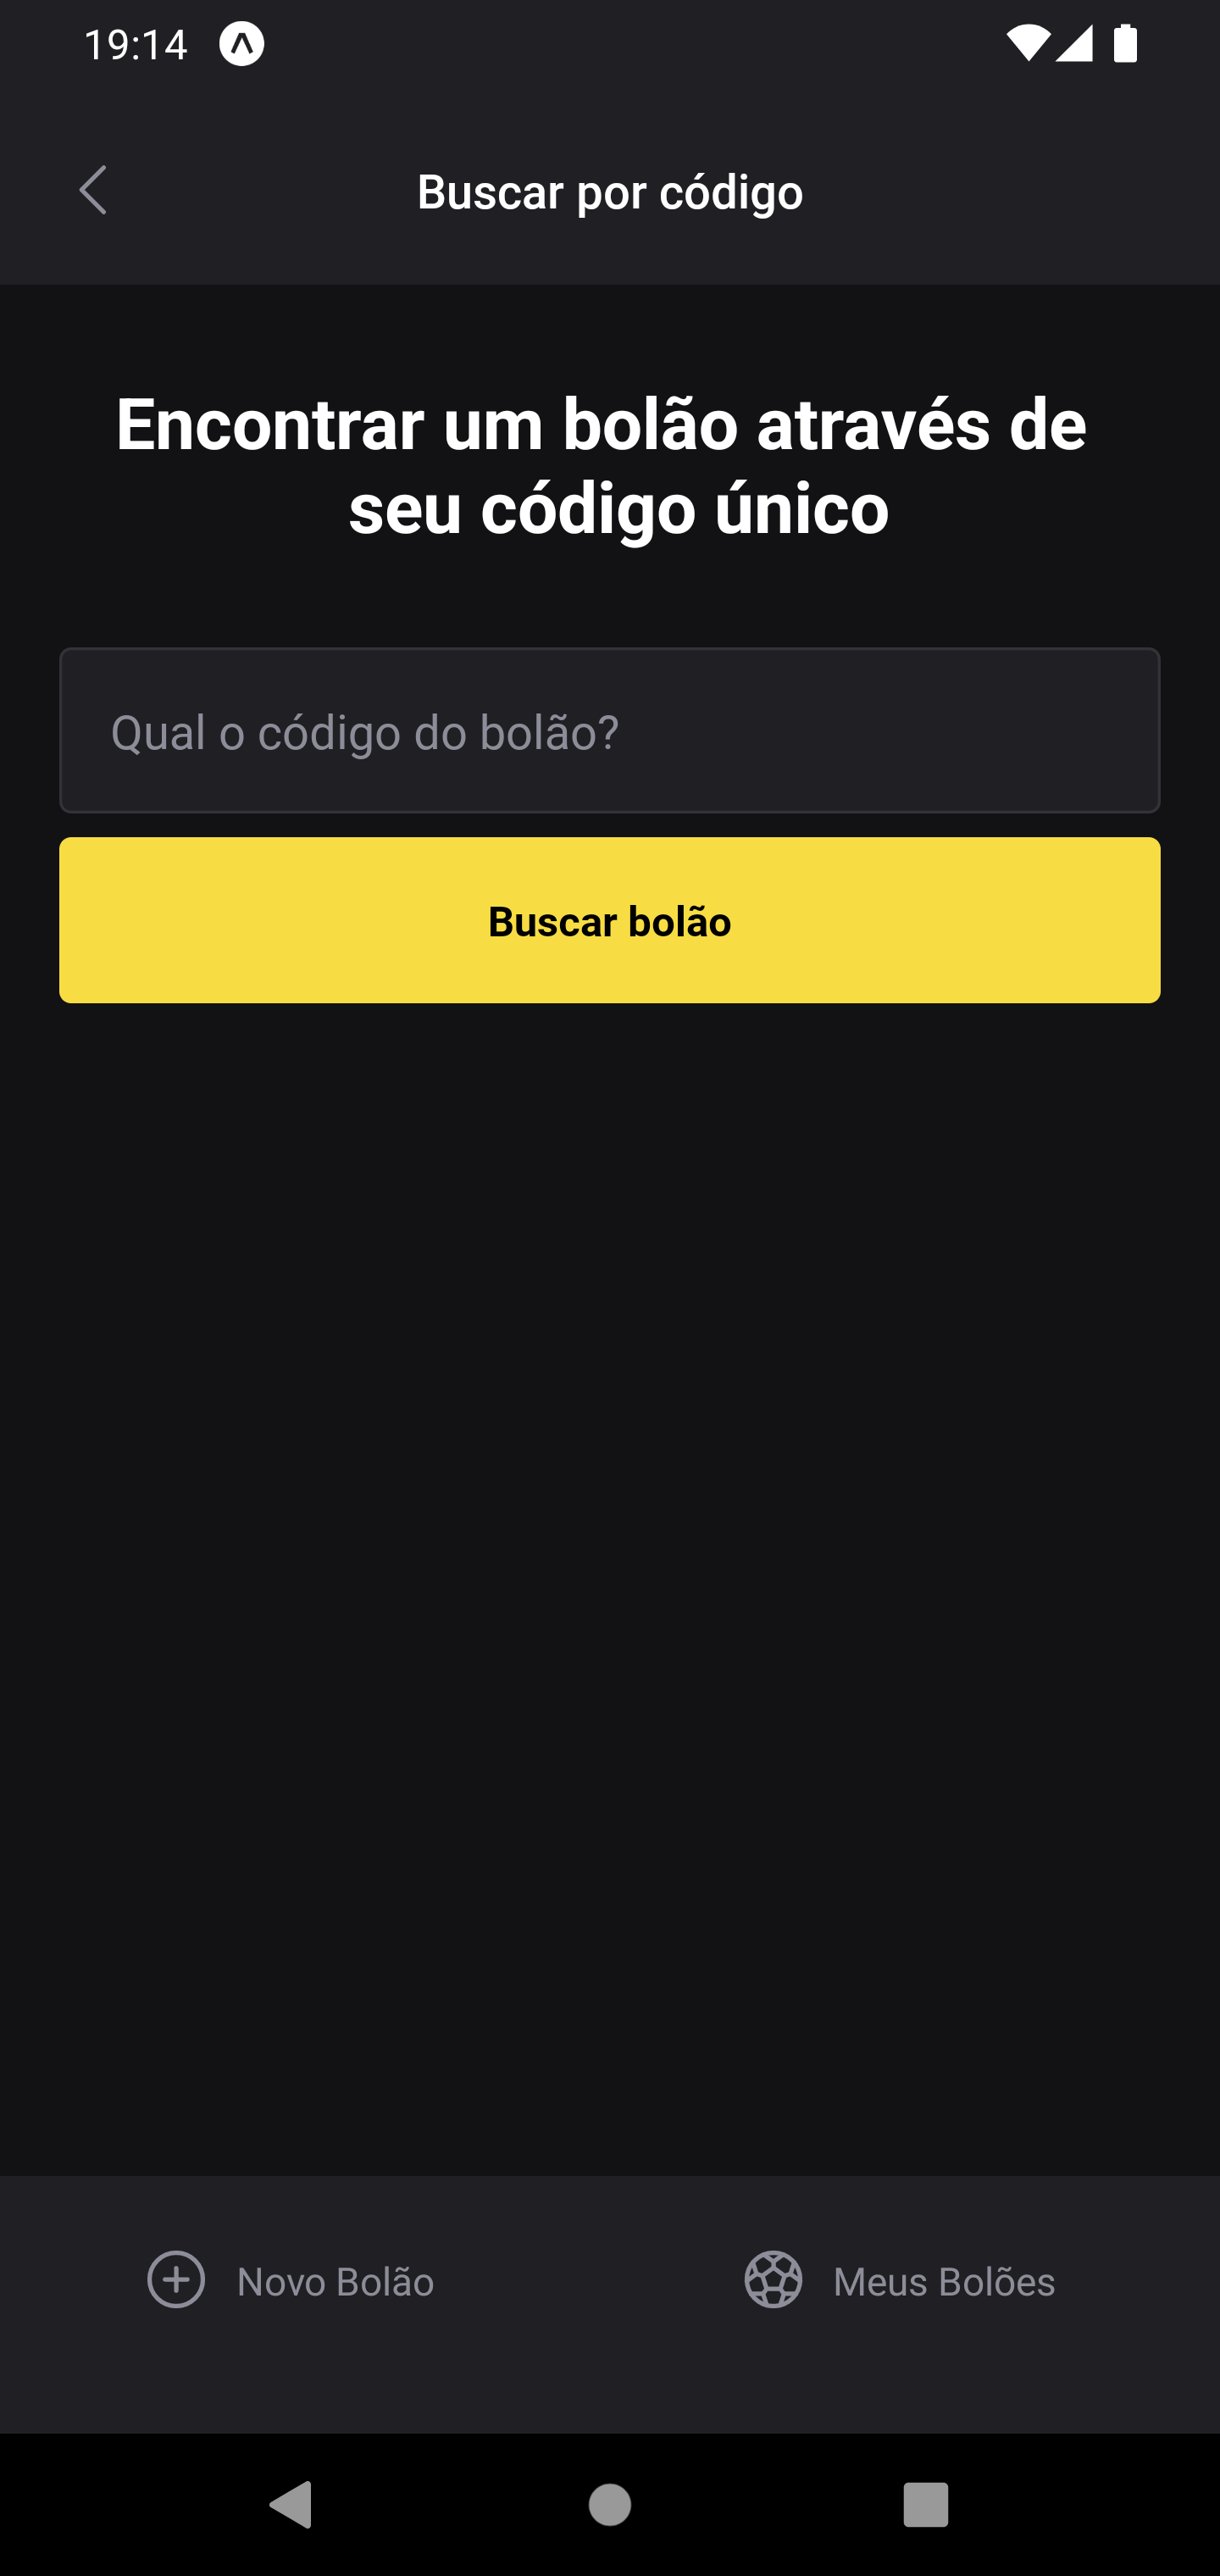 19:14
Buscar por código
Encontrar um bolão através de
seu código único
Qual o código do bolão?
Buscar bolão
Novo Bolão
Meus Bolões